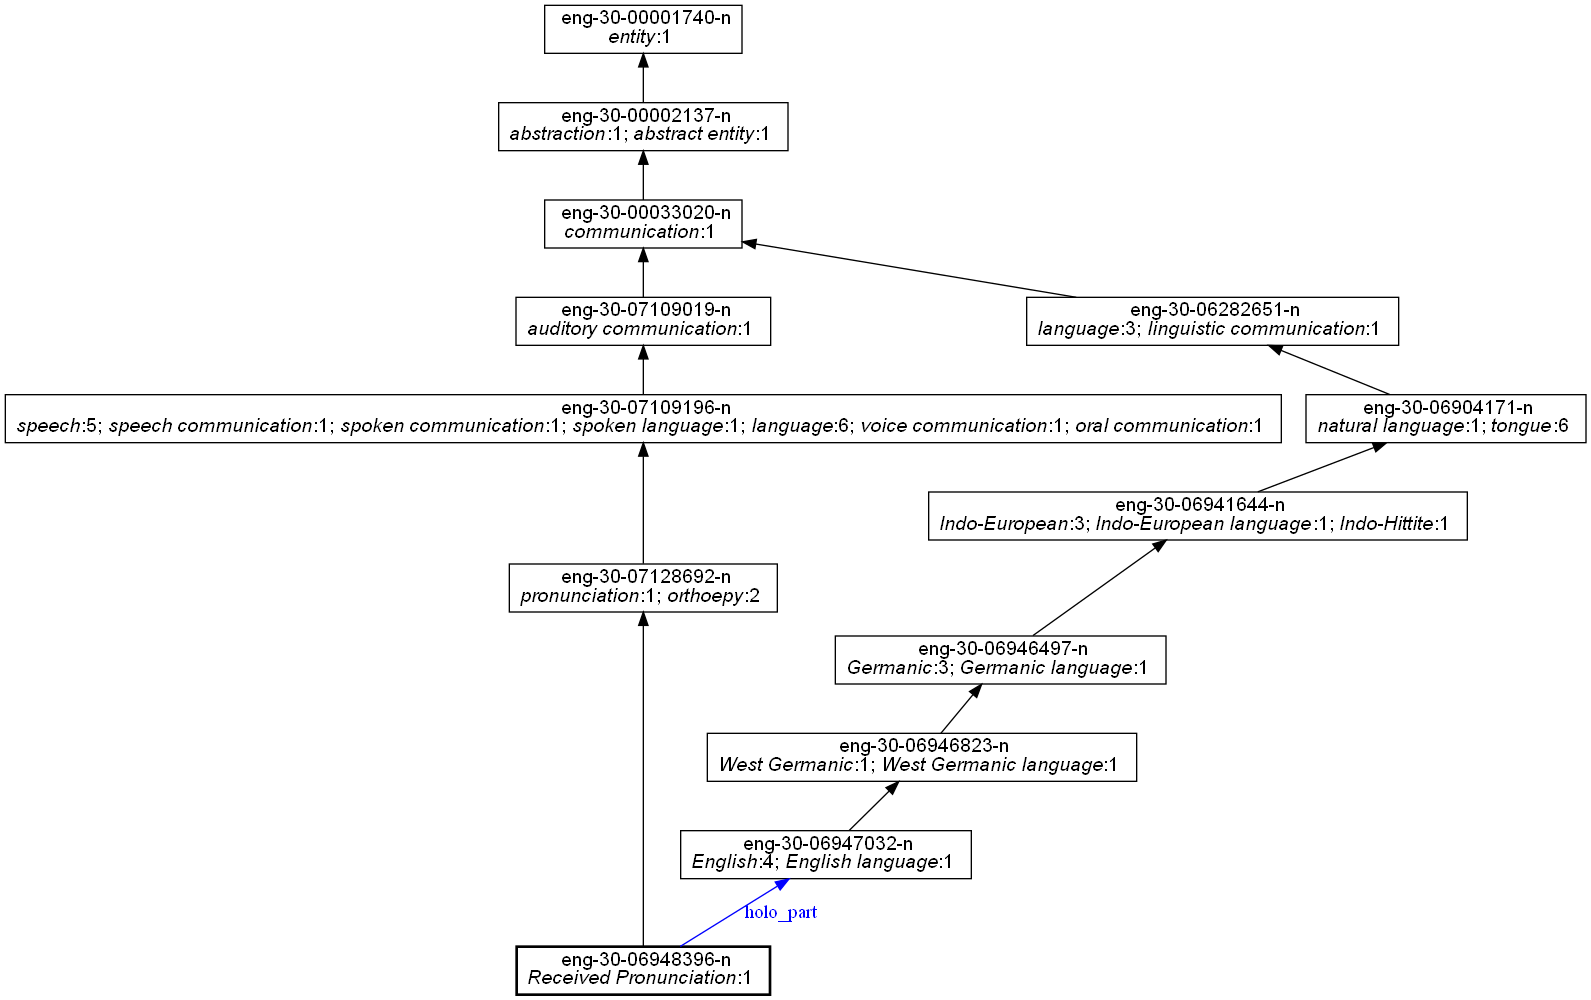 eng-30-00001740-n
entity:1
eng-30-00002137-n
abstraction:1; abstract entity:1
eng-30-00033020-n
communication:1
eng-30-07109019-n
auditory communication:1
eng-30-06282651-n
language:3; linguistic communication:1
eng-30-07109196-n
speech:5; speech communication:1; spoken communication:1; spoken language:1; language:6; voice communication:1; oral communication:1
eng-30-06904171-n
natural language:1; tongue:6
eng-30-06941644-n
Indo-European:3; Indo-European language:1; Indo-Hittite:1
eng-30-07128692-n
pronunciation:1; orthoepy:2
eng-30-06946497-n
Germanic:3; Germanic language:1
eng-30-06946823-n
West Germanic:1; West Germanic language:1
eng-30-06947032-n
English:4; English language:1
holo_part
eng-30-06948396-n
Received Pronunciation:1